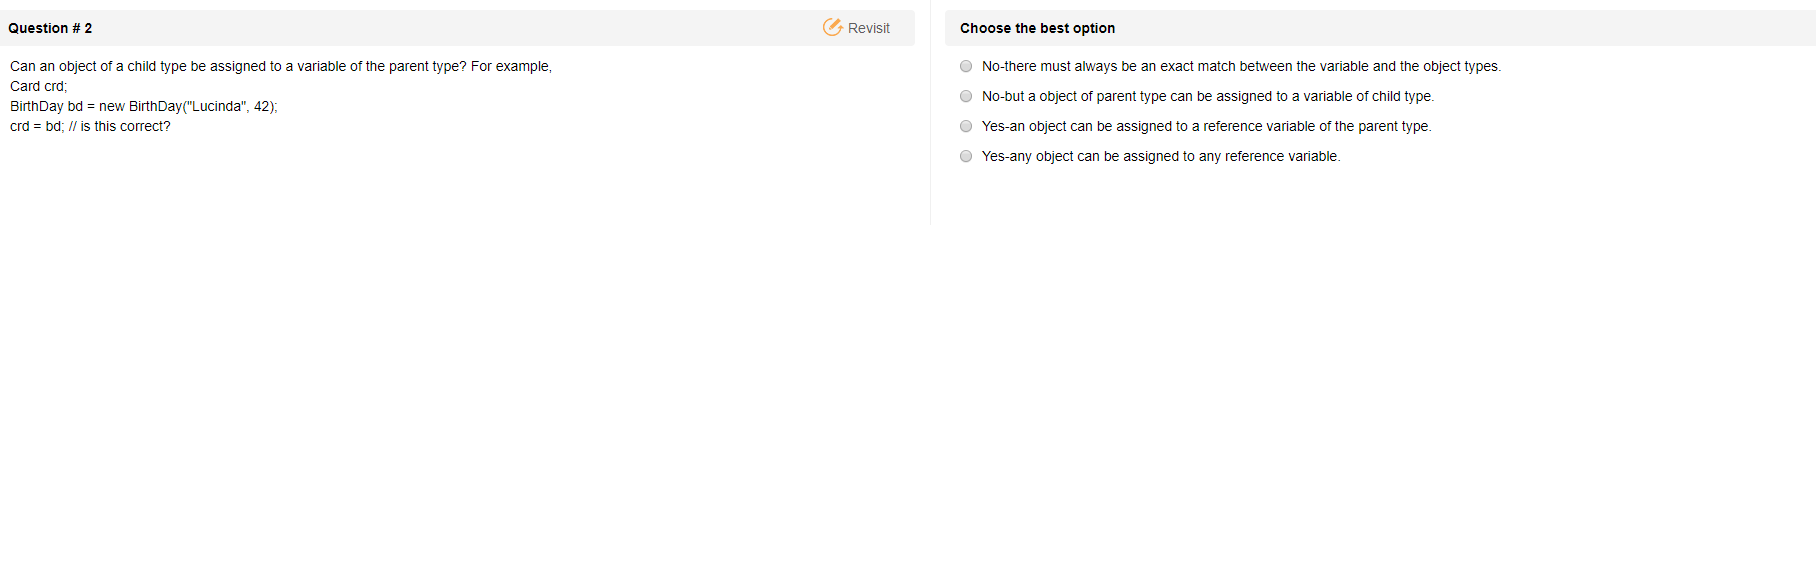 Question # 2
Revisit
Can an object of a child type be assigned to a variable of the parent type? For example,
Card crd;
BirthDay bd = new BirthDay("Lucinda", 42);
crd = bd; // is this correct?
Choose the best option
No-there must always be an exact match between the variable and the object types.
No-but a object of parent type can be assigned to a variable of child type.
Yes-an object can be assigned to a reference variable of the parent type.
Yes-any object can be assigned to any reference variable.